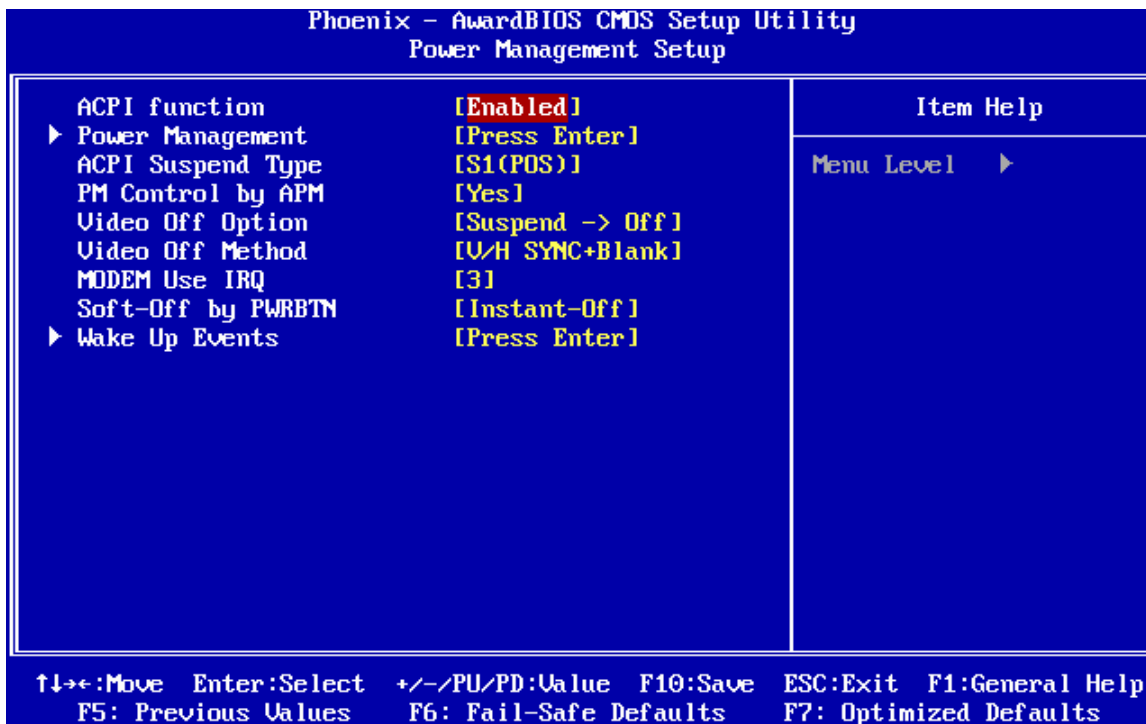 Phoenix - AwardBIOS CMOS Setup Utility
Power Management Setup
ACPI function [Enabled]
▶ Power Management [Press Enter]
ACPI Suspend Type [S1(POS)]
PM Control by APM [Yes]
Video Off Option [Suspend -> Off]
Video Off Method [V/H SYNC+Blank]
MODEM Use IRQ [3]
Soft-Off by PWRBTN [Instant-Off]
▶ Wake Up Events [Press Enter]
Item Help
Menu Level ▶
↑↓→←:Move Enter:Select +/-/PU/PD:Value F10:Save ESC:Exit F1:General Help
F5: Previous Values F6: Fail-Safe Defaults F7: Optimized Defaults